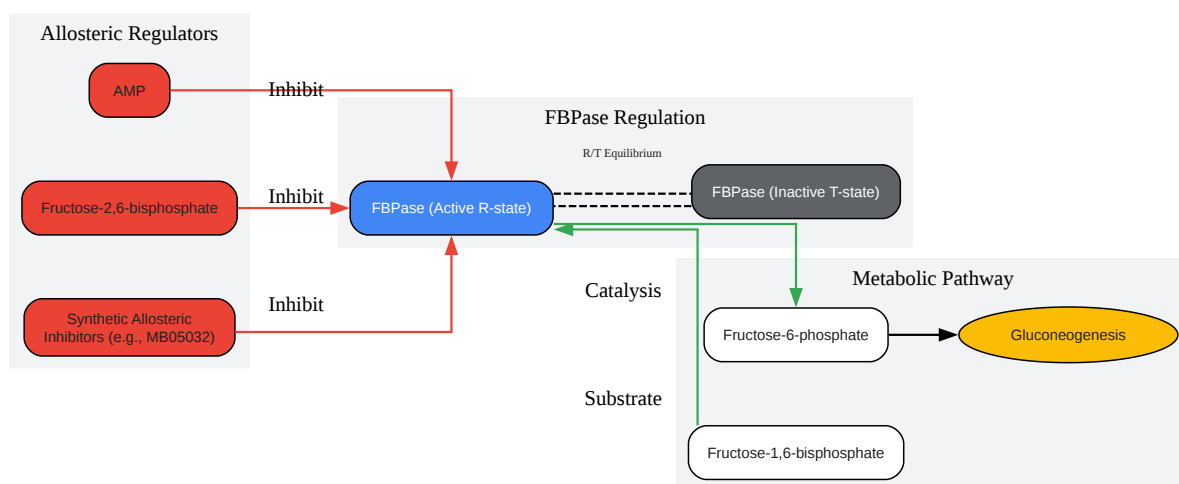 Allosteric Regulators
AMP
Inhibit
FBPase Regulation
R/T Equilibrium
Fructose-2,6-bisphosphate
Inhibit
FBPase (Active R-state)
FBPase (Inactive T-state)
Synthetic Allosteric
Inhibitors (e.g., MB05032)
Inhibit
Catalysis
Metabolic Pathway
Fructose-6-phosphate
Gluconeogenesis
Substrate
Fructose-1,6-bisphosphate